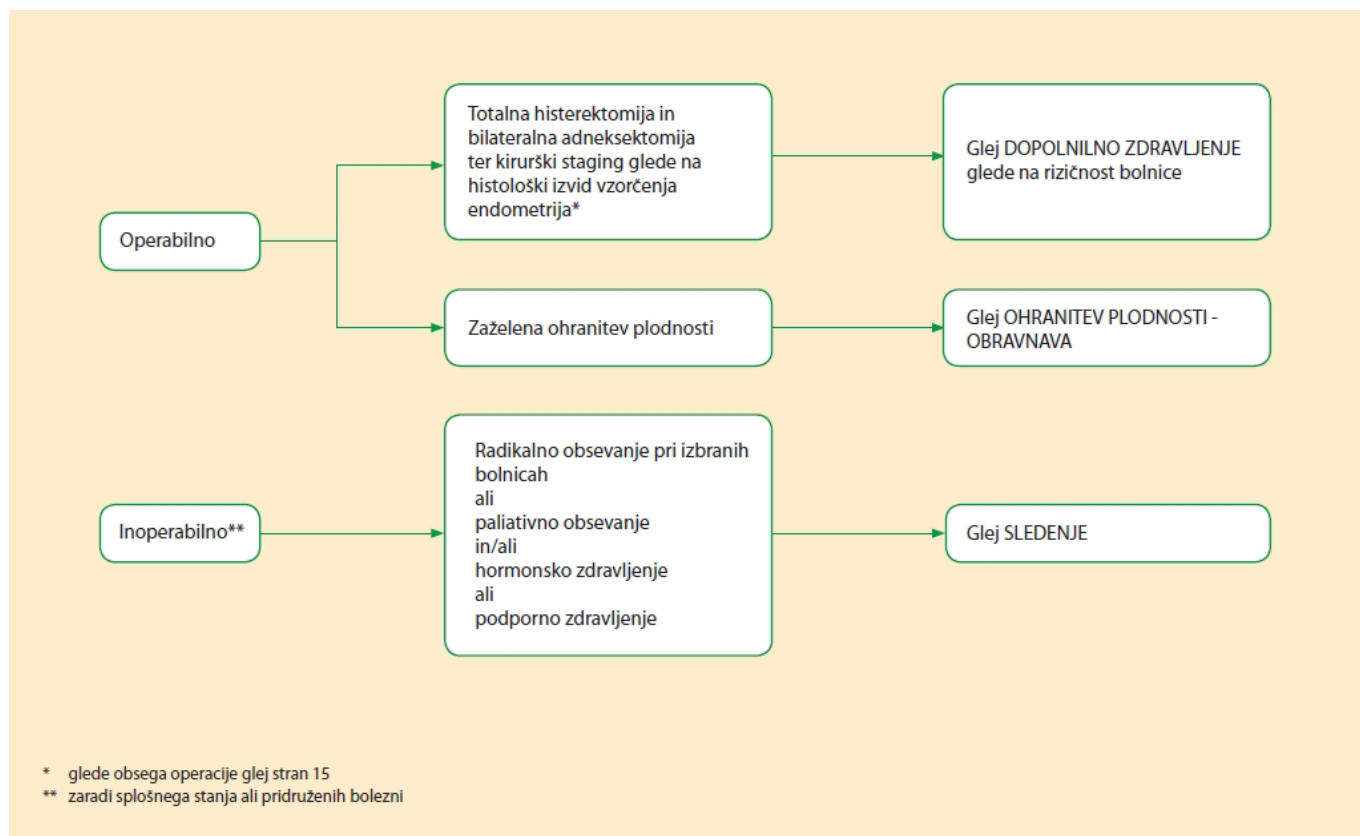 Operabilno
Totalna histerektomija in
bilateralna adneksektomija
ter kirurški staging glede na
histološki izvid vzorčenja
endometrija*
Glej DOPOLNILNO ZDRAVLJENJE
glede na rizičnost bolnice
Zaželena ohranitev plodnosti
Glej OHRANITEV PLODNOSTI -
OBRAVNAVA
Inoperabilno**
Radikalno obsevanje pri izbranih
bolnicah
ali
paliativno obsevanje
in/ali
hormonsko zdravljenje
ali
podporno zdravljenje
Glej SLEDENJE
* glede obsega operacije glej stran 15
** zaradi splošnega stanja ali pridruženih bolezni